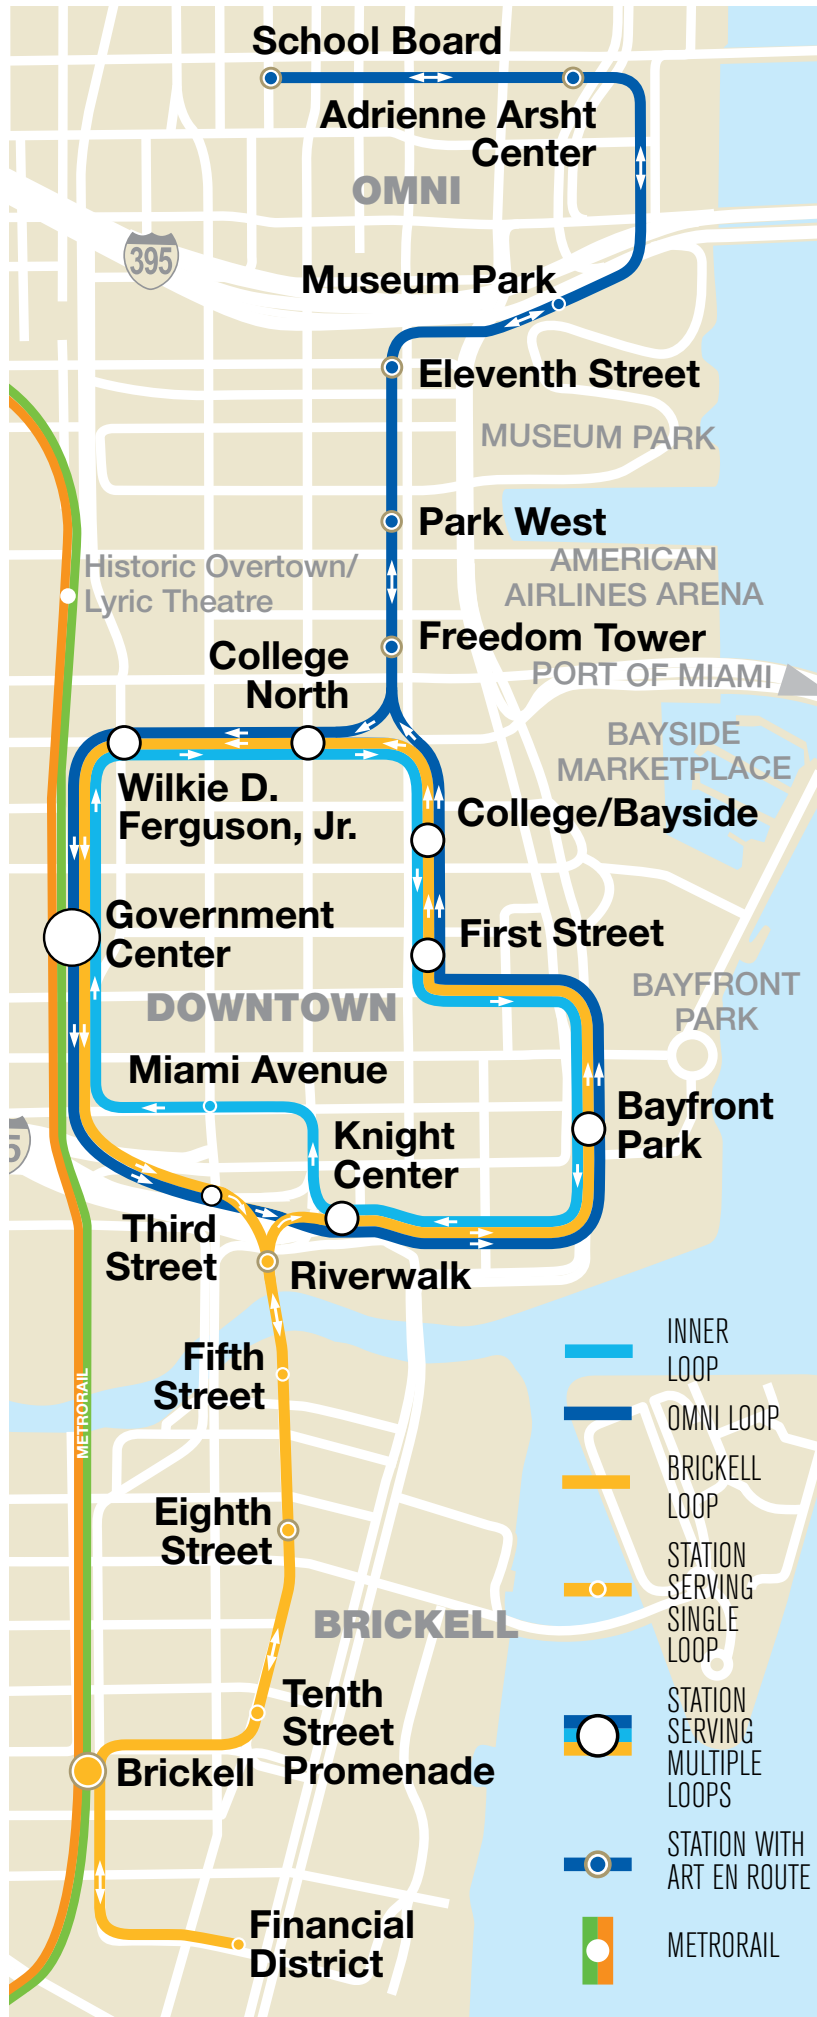 School Board
Adrienne Arsht
Center
OMNI
395
Museum Park
Eleventh Street
MUSEUM PARK
Park West
AMERICAN
AIRLINES ARENA
Historic Overtown/
Lyric Theatre
Freedom Tower
College
North
PORT OF MIAMI
BAYSIDE
MARKETPLACE
Wilkie D.
Ferguson, Jr.
College/Bayside
Government
Center
First Street
BAYFRONT
PARK
DOWNTOWN
Miami Avenue
Bayfront
Park
Knight
Center
5
Third
Street
Riverwalk
Fifth
Street
METRORAIL
Eighth
Street
BRICKELL
Tenth
Street
Promenade
Brickell
Financial
District
INNER
LOOP
OMNI LOOP
BRICKELL
LOOP
STATION
SERVING
SINGLE
LOOP
STATION
SERVING
MULTIPLE
LOOPS
STATION WITH
ART EN ROUTE
METRORAIL